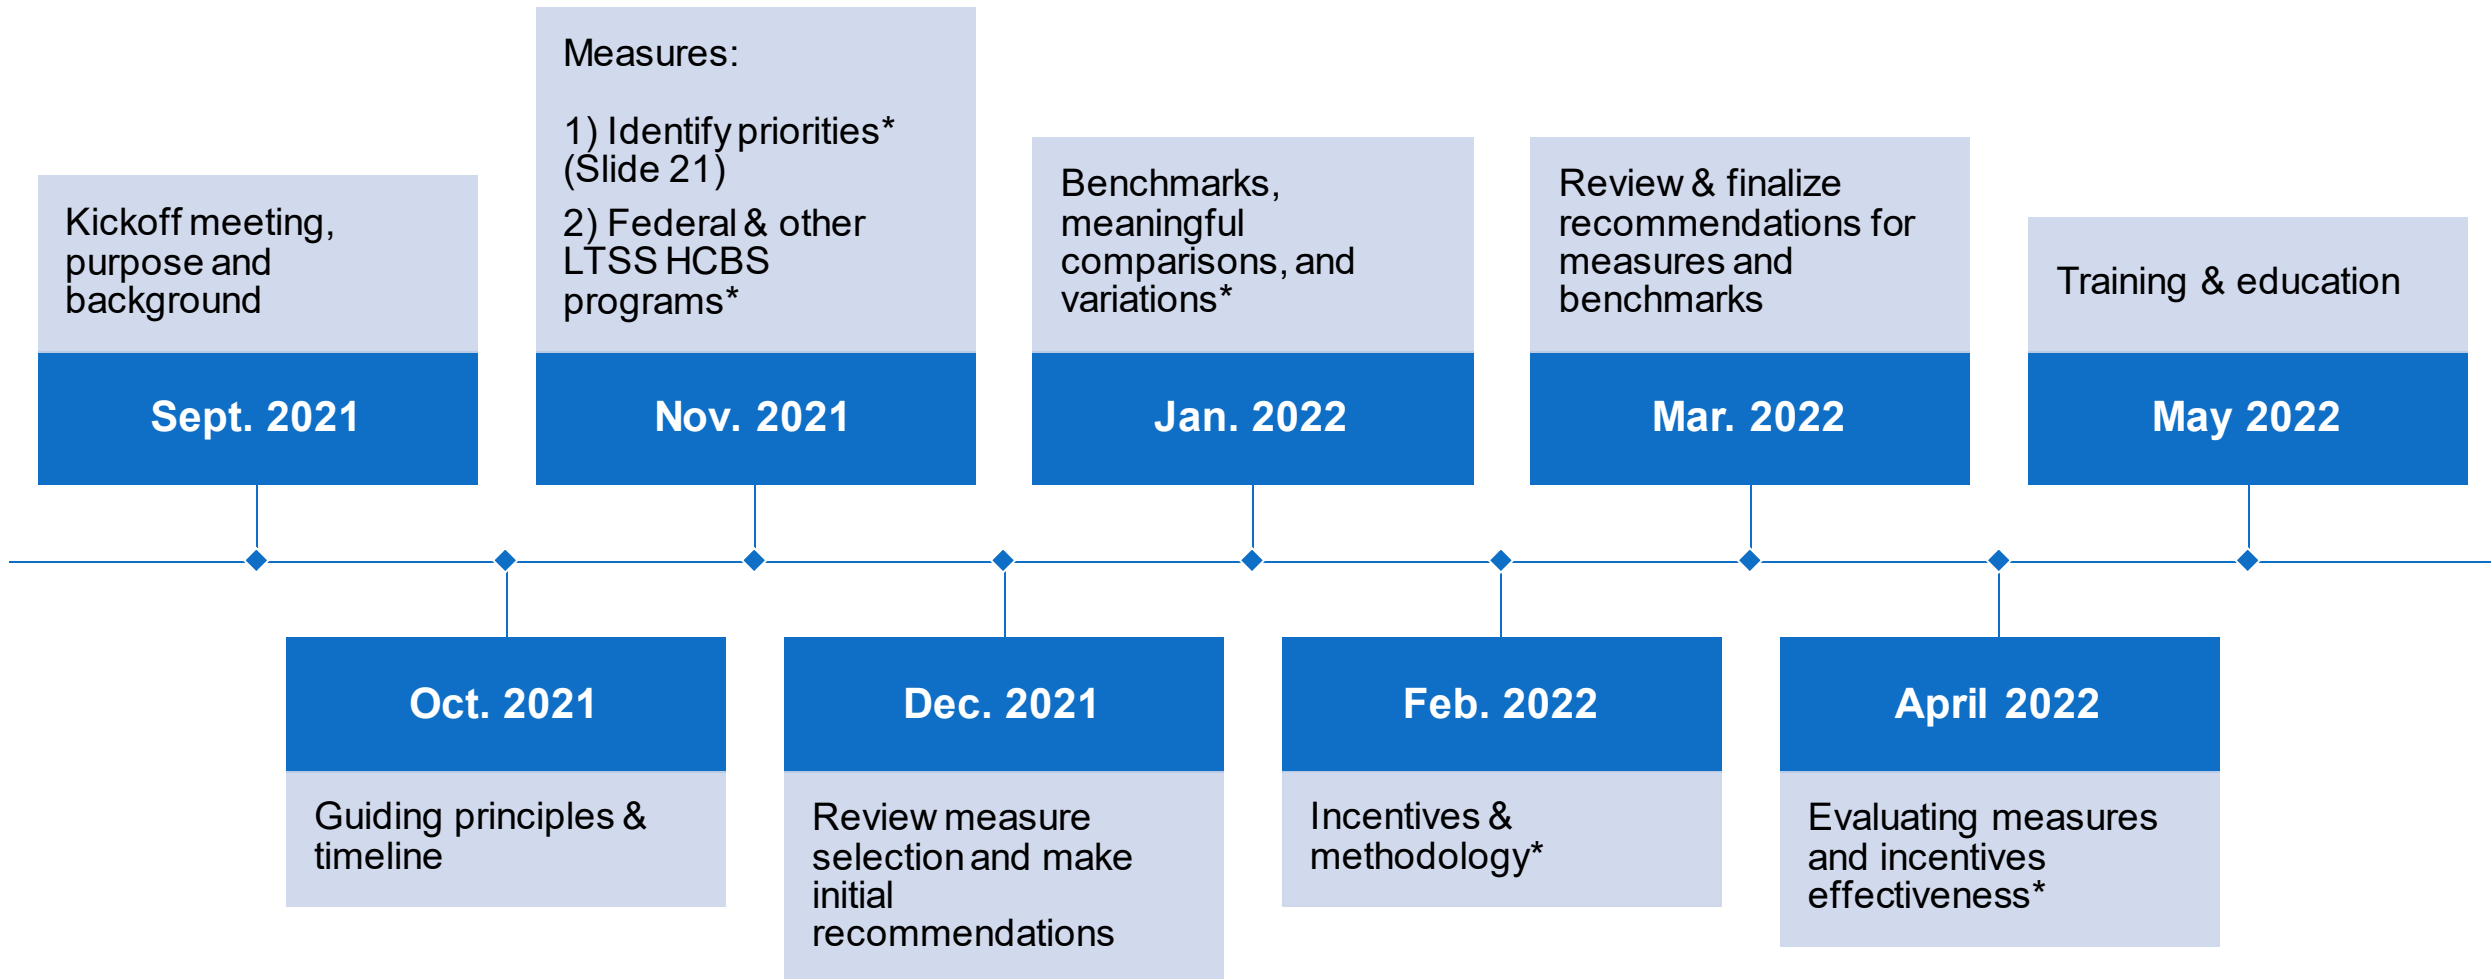 Kickoff meeting,
purpose and
background
Sept. 2021
Oct. 2021
Guiding principles &
timeline
Measures:
1) Identify priorities*
(Slide 21)
2) Federal & other
LTSS HCBS
programs*
Nov. 2021
Dec. 2021
Review measure
selection and make
initial
recommendations
Benchmarks,
meaningful
comparisons, and
variations*
Jan. 2022
Feb. 2022
Incentives &
methodology*
Review & finalize
recommendations for
measures and
benchmarks
Mar. 2022
April 2022
Evaluating measures
and incentives
effectiveness*
Training & education
May 2022